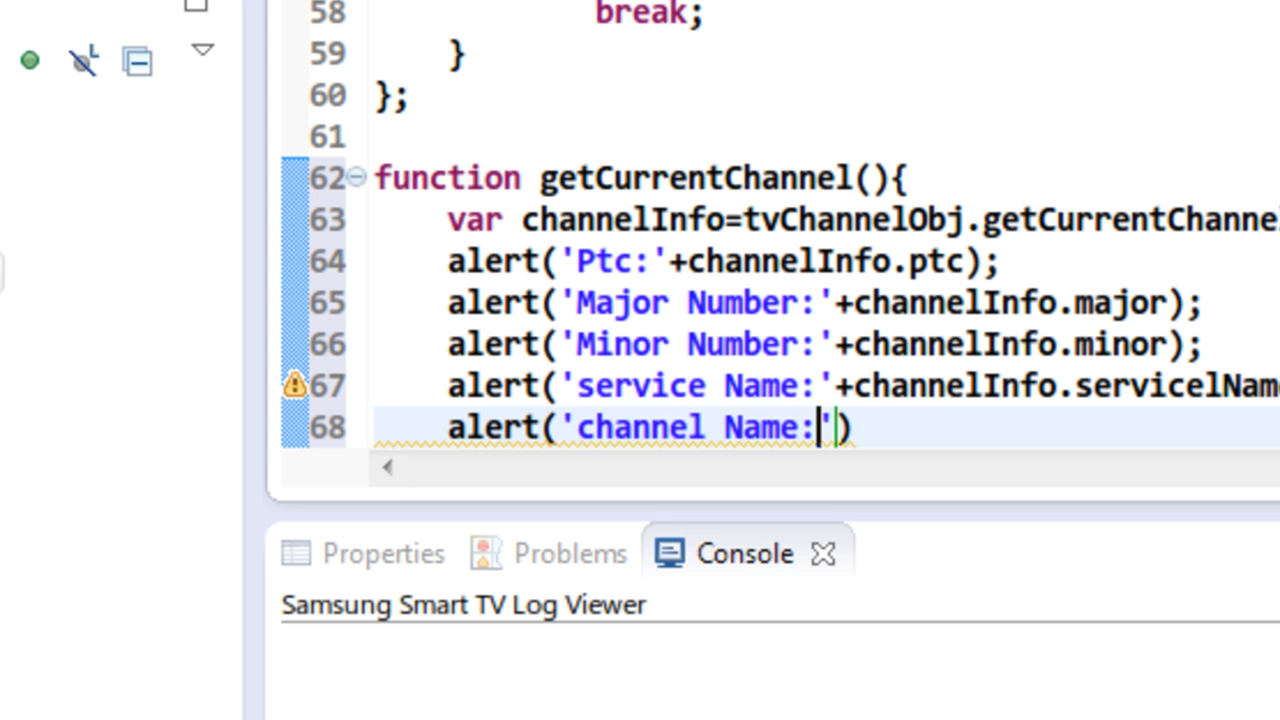 58 break;
59 }
60 };
61
62 function getCurrentChannel(){
63 var channelInfo=tvChannelObj.getCurrentChannel
64 alert('Ptc:'+channelInfo.ptc);
65 alert('Major Number:'+channelInfo.major);
66 alert('Minor Number:'+channelInfo.minor);
67 alert('service Name:'+channelInfo.servicelName
68 alert('channel Name:')
Properties Problems Console
Samsung Smart TV Log Viewer